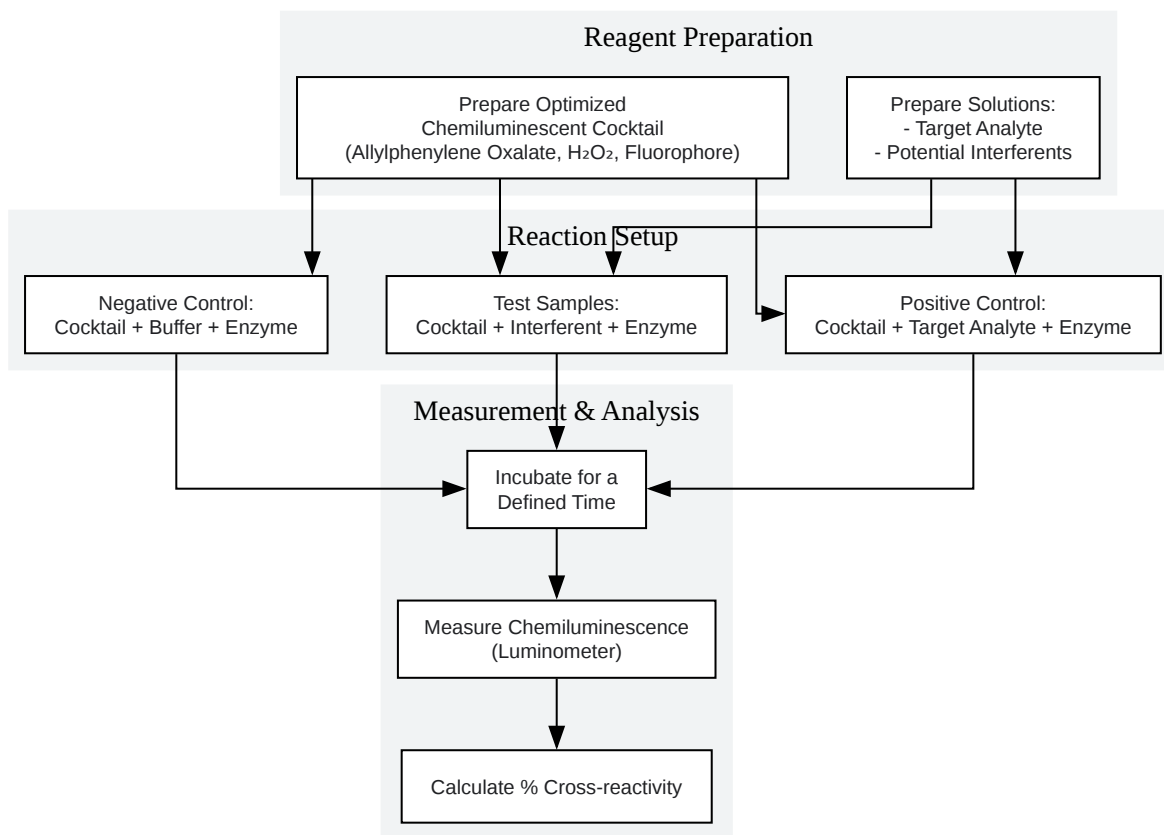 Reagent Preparation
Prepare Optimized
Chemiluminescent Cocktail
(Allylphenylene Oxalate, H₂O₂, Fluorophore)
Prepare Solutions:
- Target Analyte
- Potential Interferents
Reaction Setup
Negative Control:
Cocktail + Buffer + Enzyme
Test Samples:
Cocktail + Interferent + Enzyme
Positive Control:
Cocktail + Target Analyte + Enzyme
Measurement & Analysis
Incubate for a
Defined Time
Measure Chemiluminescence
(Luminometer)
Calculate % Cross-reactivity